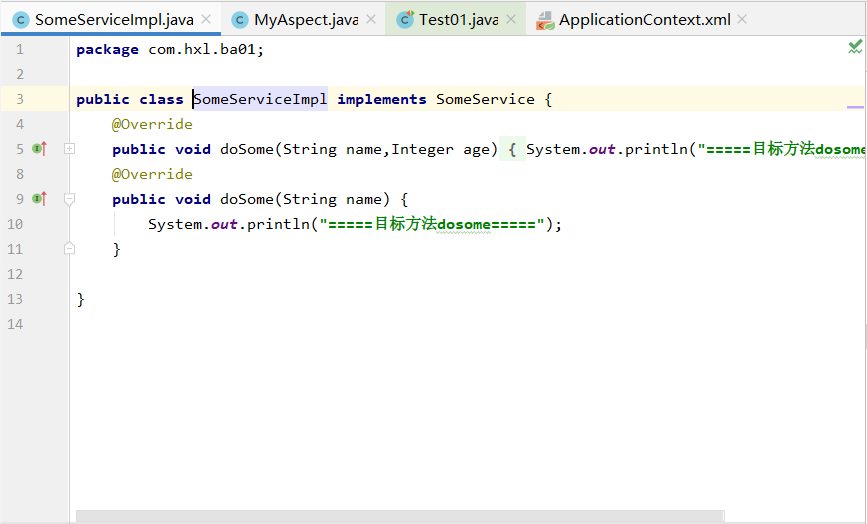 SomeServiceImpl.java MyAspect.java Test01.java ApplicationContext.xml
1 package com.hxl.ba01;
2
3 public class SomeServiceImpl implements SomeService {
4 @Override
5 public void doSome(String name,Integer age) { System.out.println("=====目标方法dosome
8 @Override
9 public void doSome(String name) {
10 System.out.println("=====目标方法dosome=====");
11 }
12
13 }
14